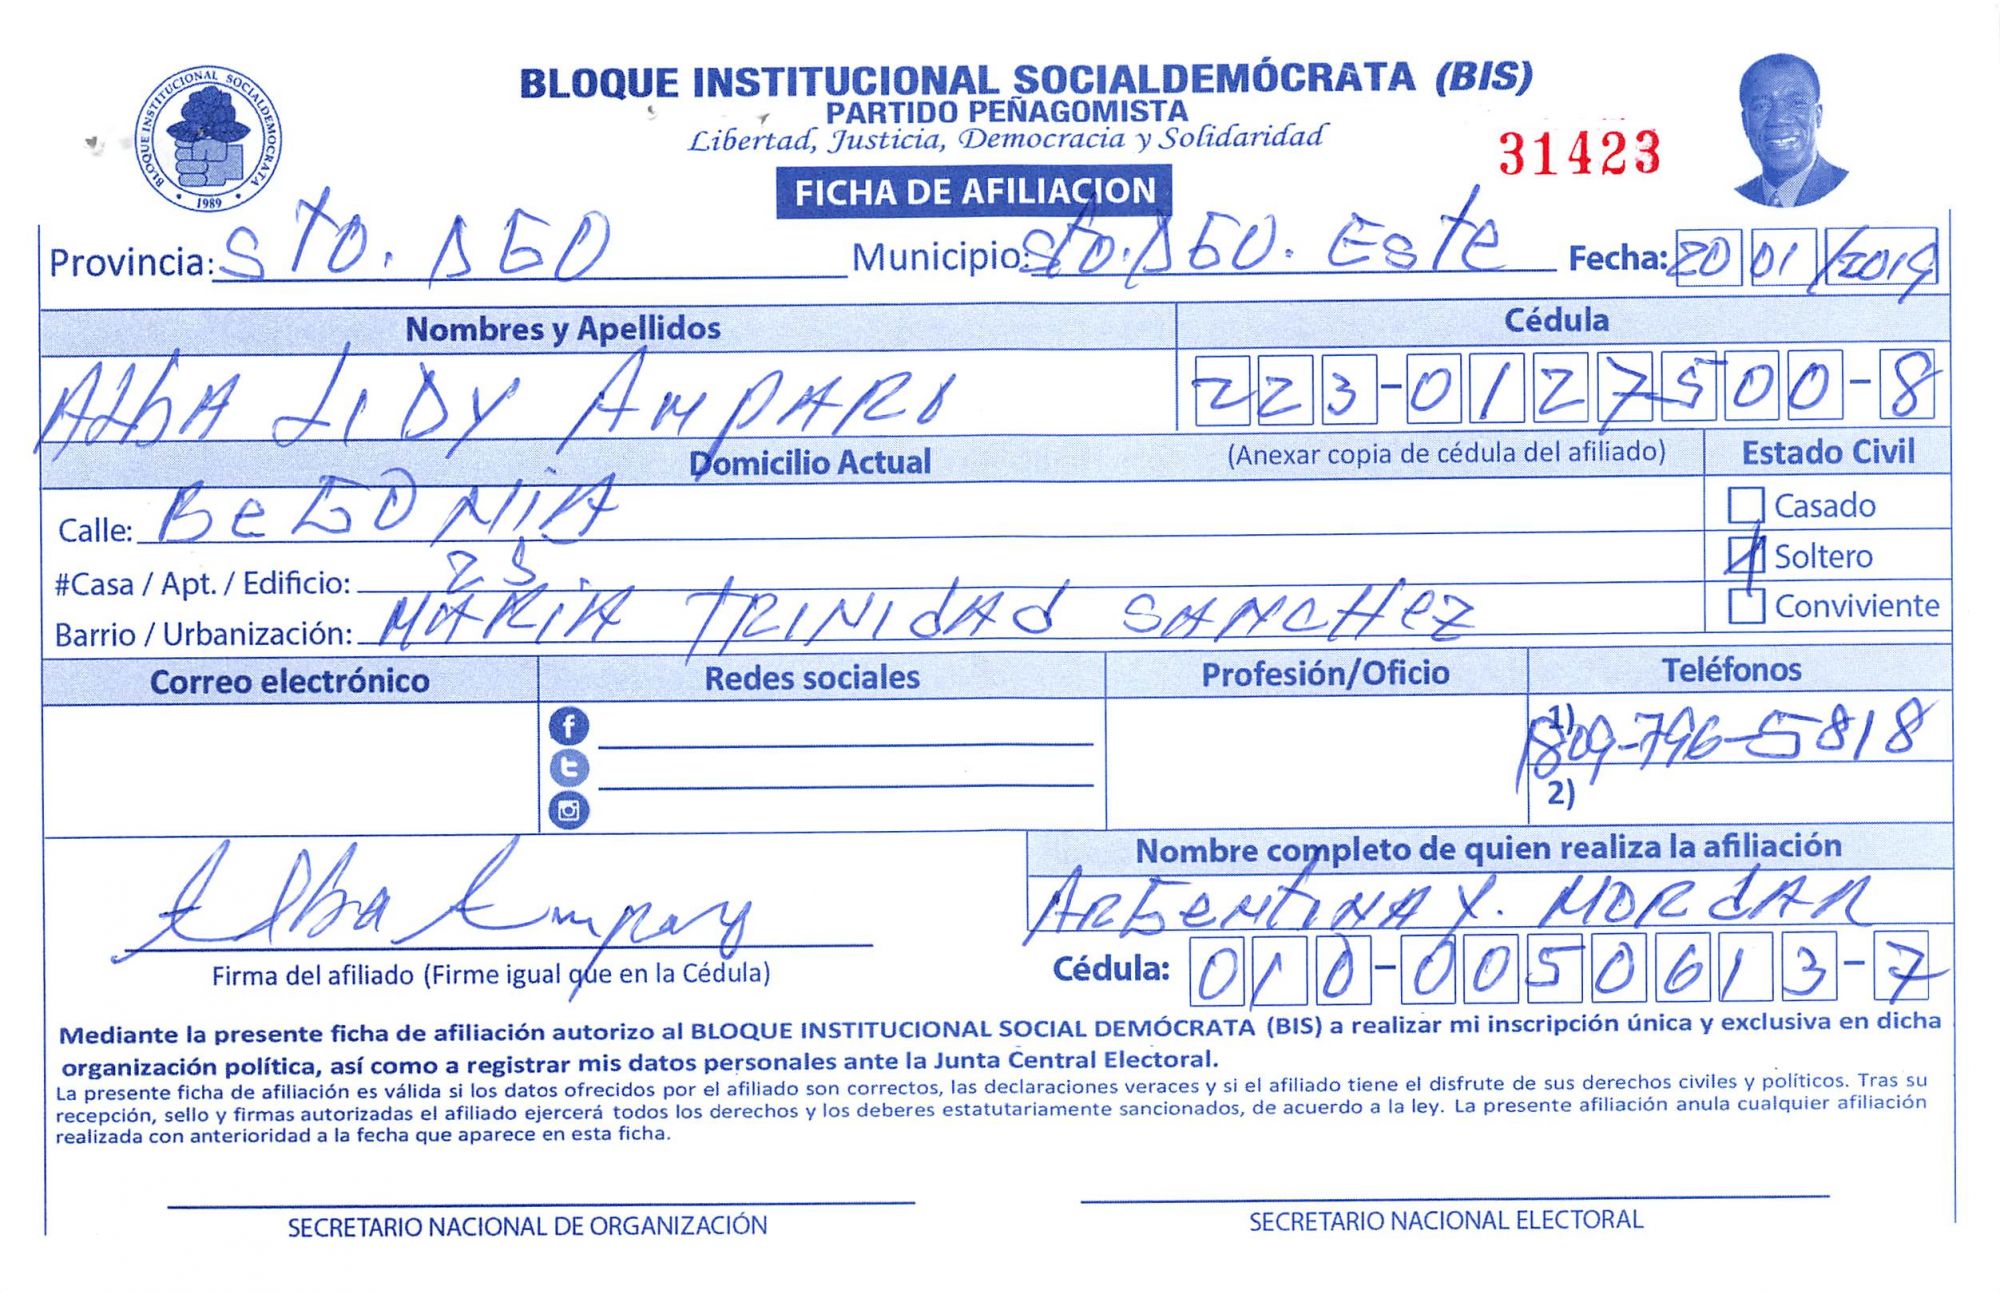 BLOQUE INSTITUCIONAL SOCIALDEMOCRATA
1989
BLOQUE INSTITUCIONAL SOCIALDEMÓCRATA (BIS)
PARTIDO PEÑAGOMISTA
Libertad, Justicia, Democracia y Solidaridad
31423
FICHA DE AFILIACION
Provincia: Sto. DGO Municipio: Sto. DGO. Este Fecha: 20 01 /2019
Nombres y Apellidos Cédula
ALBA LIDY AMPARO 223-0127500-8
Domicilio Actual (Anexar copia de cédula del afiliado) Estado Civil
Calle: BeGONiA Casado
#Casa / Apt. / Edificio: 23 Soltero
Barrio / Urbanización: MARiA TRINIdAd SANCHeZ Conviviente
Correo electrónico Redes sociales Profesión/Oficio Teléfonos
1) 809-796-5818
2)
Nombre completo de quien realiza la afiliación
ARGeNtINA Y. MORdAN
Alba Amparo
Firma del afiliado (Firme igual que en la Cédula) Cédula: 010-0050613-7
Mediante la presente ficha de afiliación autorizo al BLOQUE INSTITUCIONAL SOCIAL DEMÓCRATA (BIS) a realizar mi inscripción única y exclusiva en dicha
organización política, así como a registrar mis datos personales ante la Junta Central Electoral.
La presente ficha de afiliación es válida si los datos ofrecidos por el afiliado son correctos, las declaraciones veraces y si el afiliado tiene el disfrute de sus derechos civiles y políticos. Tras su
recepción, sello y firmas autorizadas el afiliado ejercerá todos los derechos y los deberes estatutariamente sancionados, de acuerdo a la ley. La presente afiliación anula cualquier afiliación
realizada con anterioridad a la fecha que aparece en esta ficha.
SECRETARIO NACIONAL DE ORGANIZACIÓN SECRETARIO NACIONAL ELECTORAL